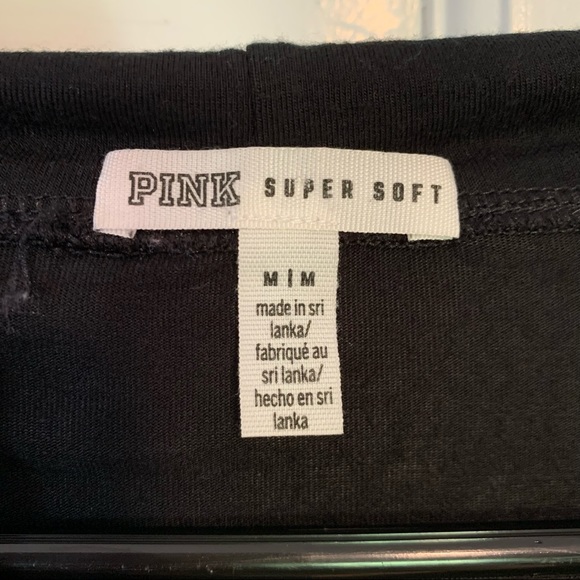 PINK SUPER SOFT
M | M
made in sri
lanka/
fabriqué au
sri lanka/
hecho en sri
lanka